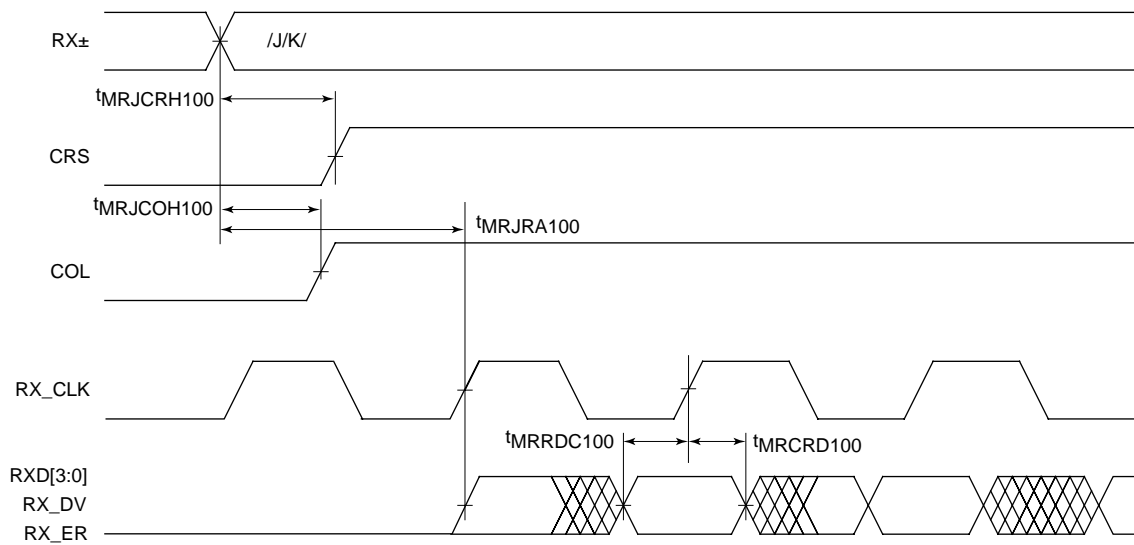 RX±
/J/K/
tMRJCRH100
CRS
tMRJCOH100
tMRJRA100
COL
RX_CLK
tMRRDC100
tMRCRD100
RXD[3:0]
RX_DV
RX_ER